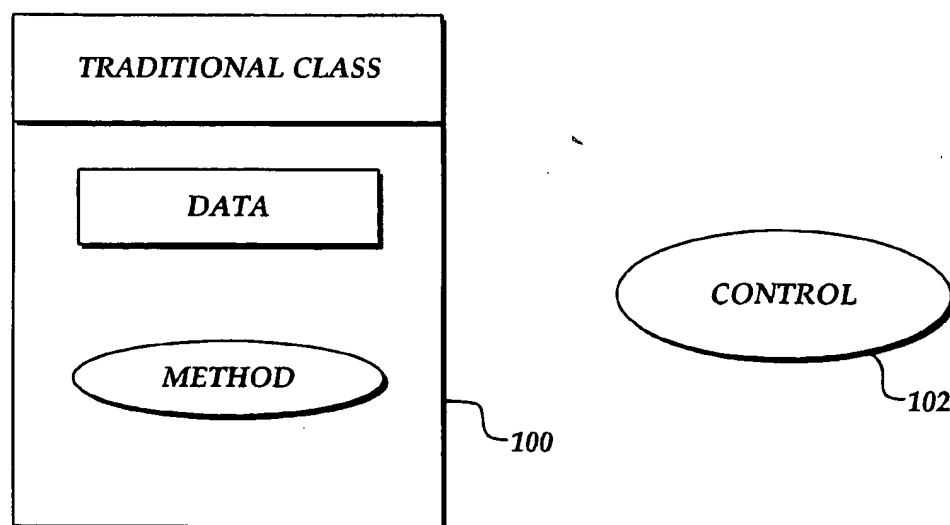 TRADITIONAL CLASS
DATA
CONTROL
METHOD
102
100